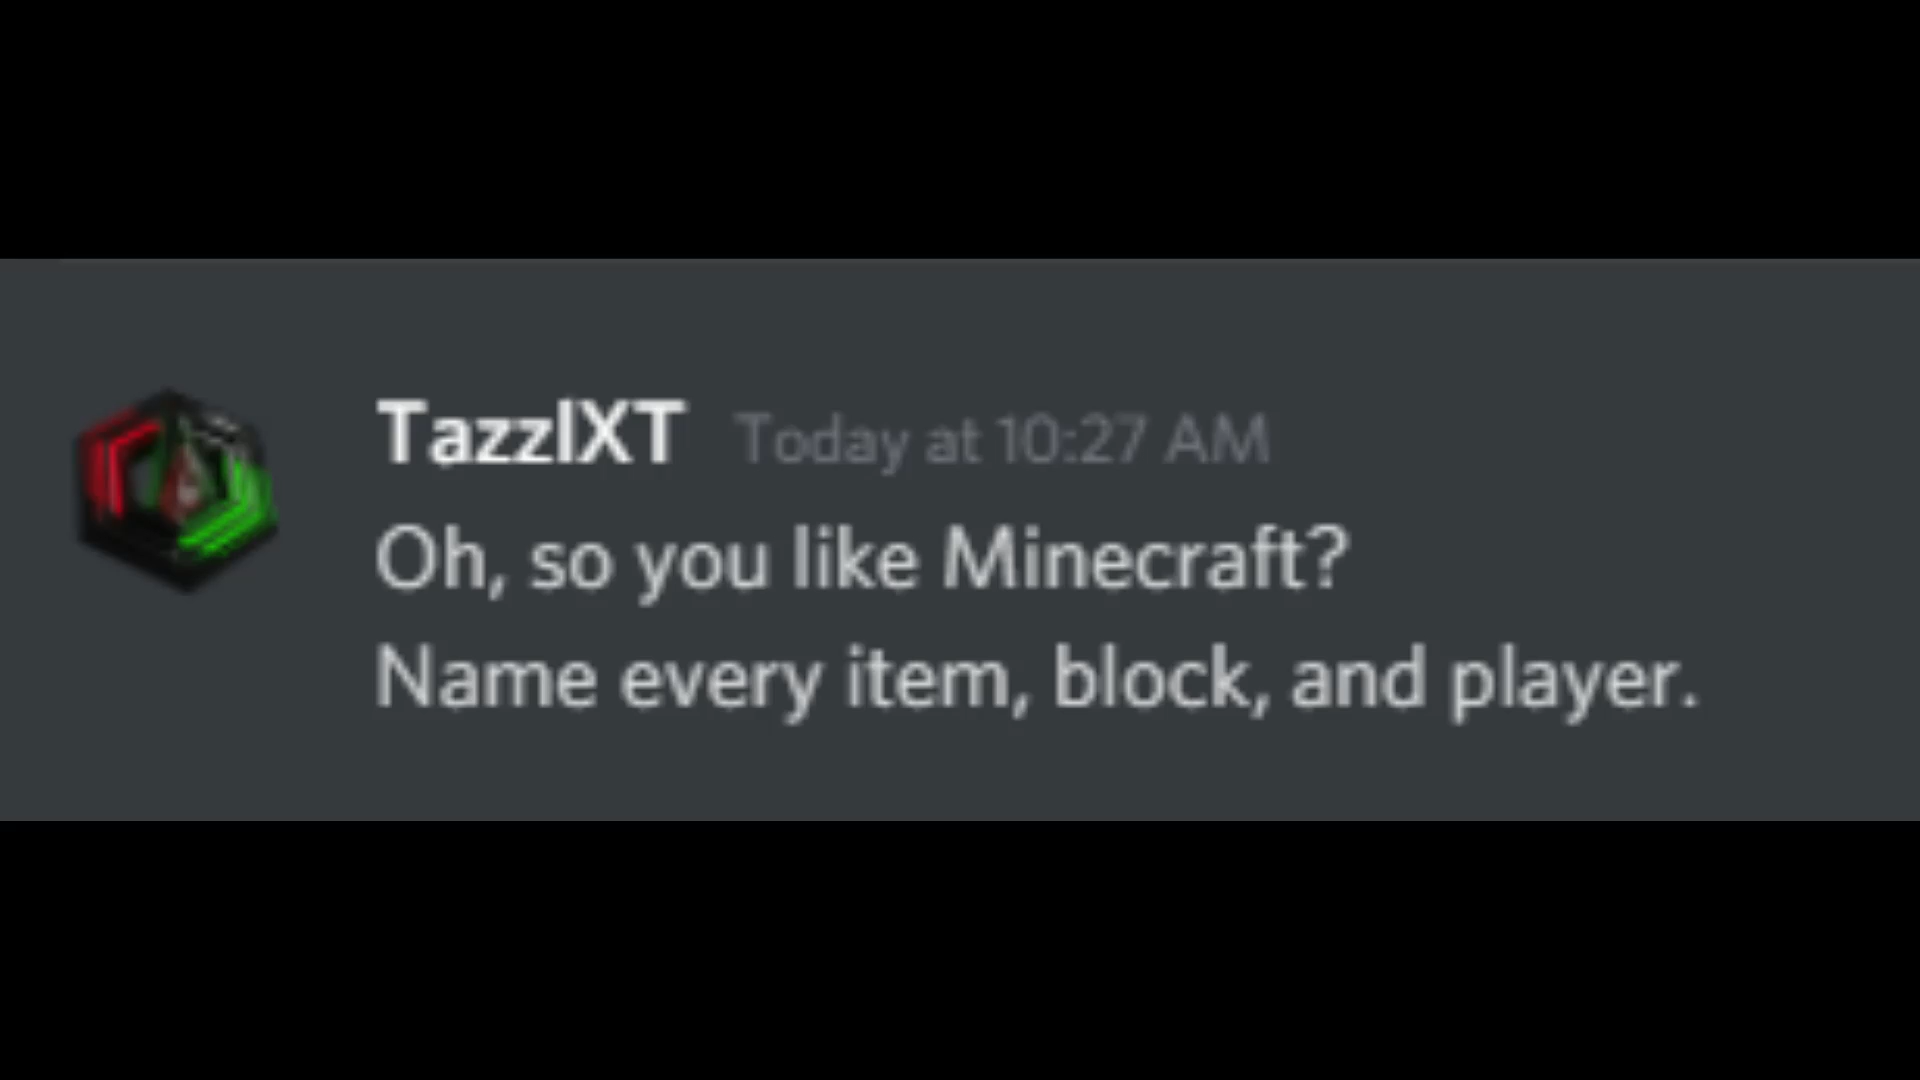 TazzIXT Today at 10:27 AM
Oh, so you like Minecraft?
Name every item, block, and player.